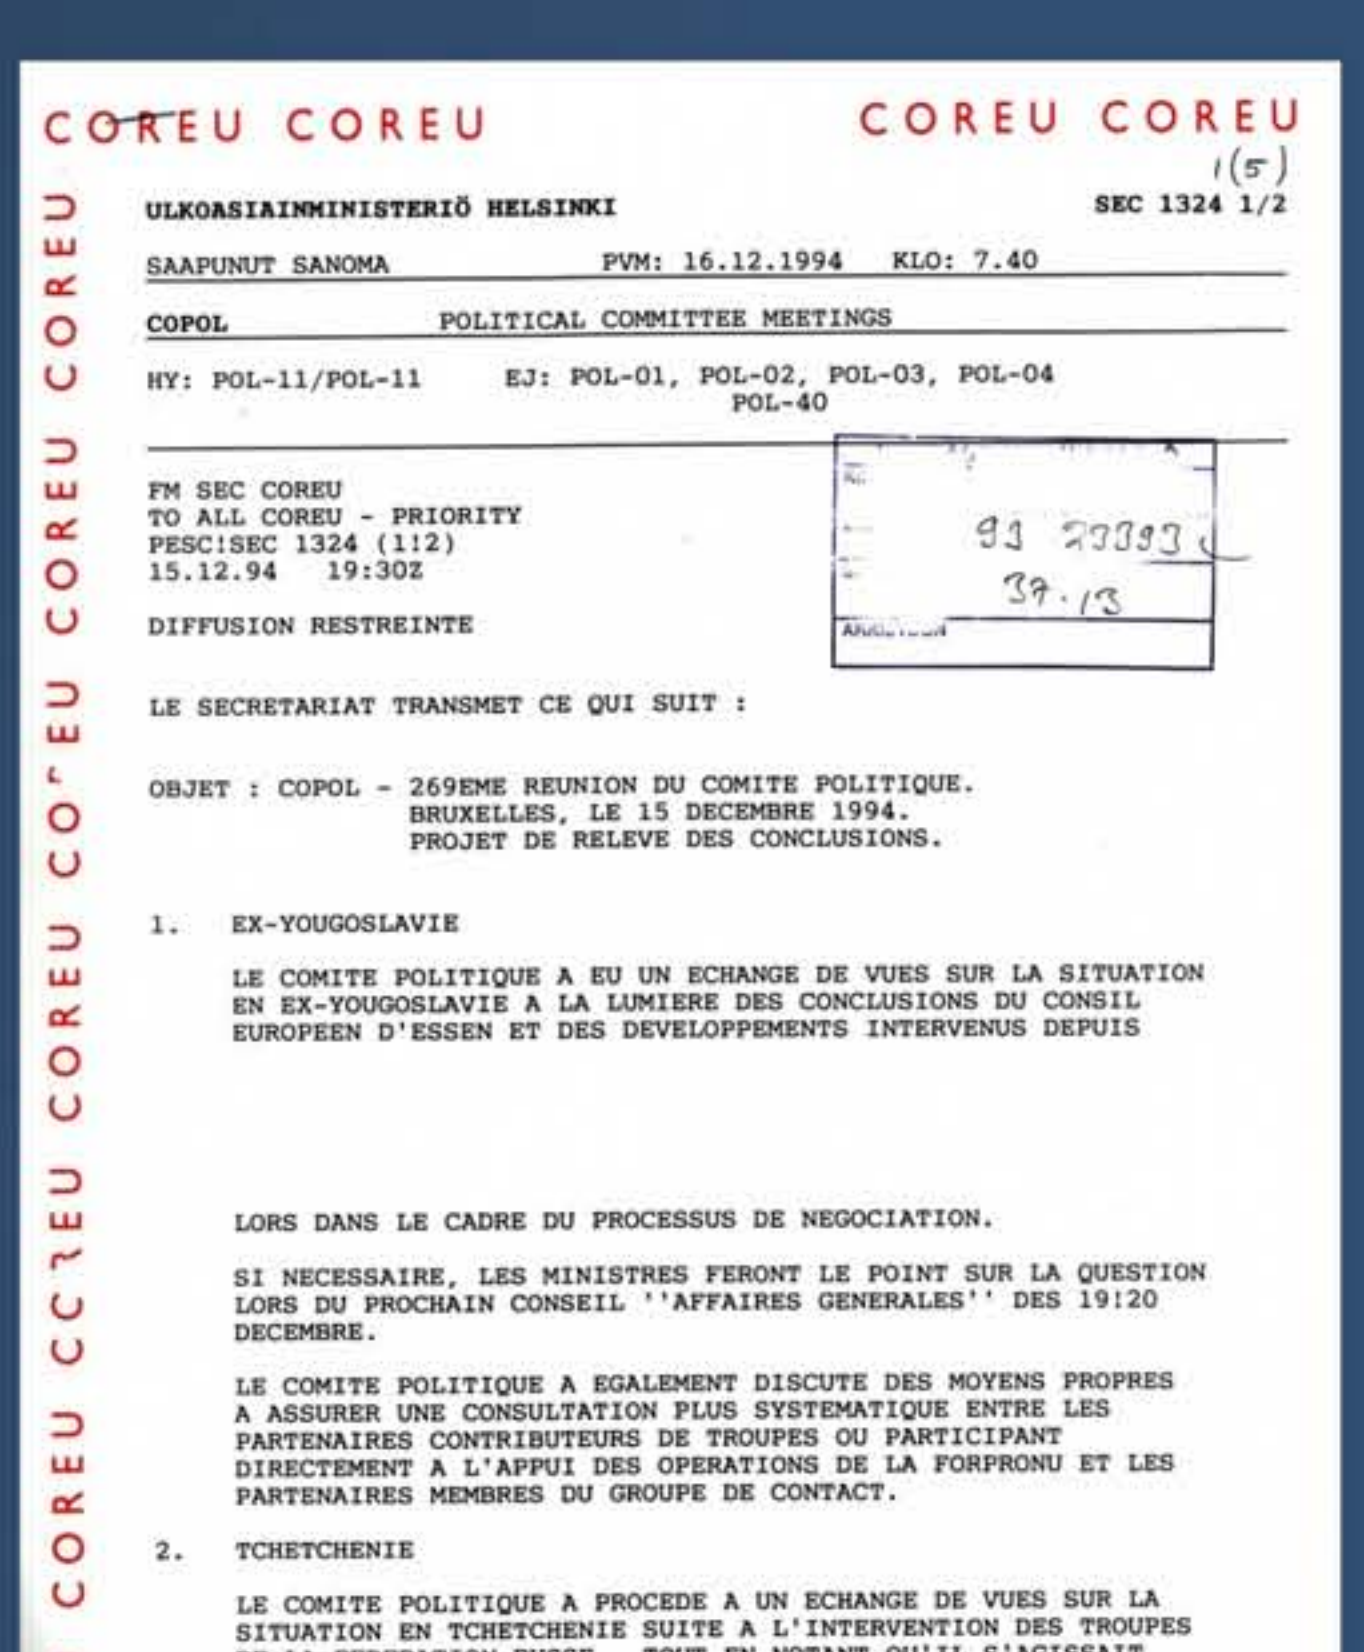 COREU COREU COREU COREU
1(5)
ULKOASIAINMINISTERIÖ HELSINKI SEC 1324 1/2
SAAPUNUT SANOMA PVM: 16.12.1994 KLO: 7.40
COPOL POLITICAL COMMITTEE MEETINGS
HY: POL-11/POL-11 EJ: POL-01, POL-02, POL-03, POL-04
POL-40
FM SEC COREU
TO ALL COREU - PRIORITY
PESC!SEC 1324 (1!2)
15.12.94 19:30Z
37.13
DIFFUSION RESTREINTE
LE SECRETARIAT TRANSMET CE QUI SUIT :
OBJET : COPOL - 269EME REUNION DU COMITE POLITIQUE.
BRUXELLES, LE 15 DECEMBRE 1994.
PROJET DE RELEVE DES CONCLUSIONS.
1. EX-YOUGOSLAVIE
LE COMITE POLITIQUE A EU UN ECHANGE DE VUES SUR LA SITUATION
EN EX-YOUGOSLAVIE A LA LUMIERE DES CONCLUSIONS DU CONSIL
EUROPEEN D'ESSEN ET DES DEVELOPPEMENTS INTERVENUS DEPUIS
LORS DANS LE CADRE DU PROCESSUS DE NEGOCIATION.
SI NECESSAIRE, LES MINISTRES FERONT LE POINT SUR LA QUESTION
LORS DU PROCHAIN CONSEIL ''AFFAIRES GENERALES'' DES 19!20
DECEMBRE.
LE COMITE POLITIQUE A EGALEMENT DISCUTE DES MOYENS PROPRES
A ASSURER UNE CONSULTATION PLUS SYSTEMATIQUE ENTRE LES
PARTENAIRES CONTRIBUTEURS DE TROUPES OU PARTICIPANT
DIRECTEMENT A L'APPUI DES OPERATIONS DE LA FORPRONU ET LES
PARTENAIRES MEMBRES DU GROUPE DE CONTACT.
2. TCHETCHENIE
LE COMITE POLITIQUE A PROCEDE A UN ECHANGE DE VUES SUR LA
SITUATION EN TCHETCHENIE SUITE A L'INTERVENTION DES TROUPES
COREU COREU COREU COREU COREU COREU